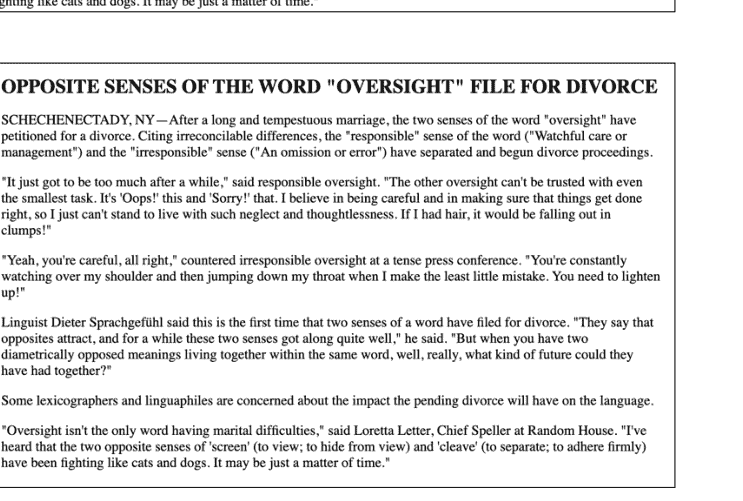 ghting like cats and dogs. It may be just a matter of time."
OPPOSITE SENSES OF THE WORD "OVERSIGHT" FILE FOR DIVORCE
SCHECHENECTADY, NY—After a long and tempestuous marriage, the two senses of the word "oversight" have
petitioned for a divorce. Citing irreconcilable differences, the "responsible" sense of the word ("Watchful care or
management") and the "irresponsible" sense ("An omission or error") have separated and begun divorce proceedings.
"It just got to be too much after a while," said responsible oversight. "The other oversight can't be trusted with even
the smallest task. It's 'Oops!' this and 'Sorry!' that. I believe in being careful and in making sure that things get done
right, so I just can't stand to live with such neglect and thoughtlessness. If I had hair, it would be falling out in
clumps!"
"Yeah, you're careful, all right," countered irresponsible oversight at a tense press conference. "You're constantly
watching over my shoulder and then jumping down my throat when I make the least little mistake. You need to lighten
up!"
Linguist Dieter Sprachgefühl said this is the first time that two senses of a word have filed for divorce. "They say that
opposites attract, and for a while these two senses got along quite well," he said. "But when you have two
diametrically opposed meanings living together within the same word, well, really, what kind of future could they
have had together?"
Some lexicographers and linguaphiles are concerned about the impact the pending divorce will have on the language.
"Oversight isn't the only word having marital difficulties," said Loretta Letter, Chief Speller at Random House. "I've
heard that the two opposite senses of 'screen' (to view; to hide from view) and 'cleave' (to separate; to adhere firmly)
have been fighting like cats and dogs. It may be just a matter of time."